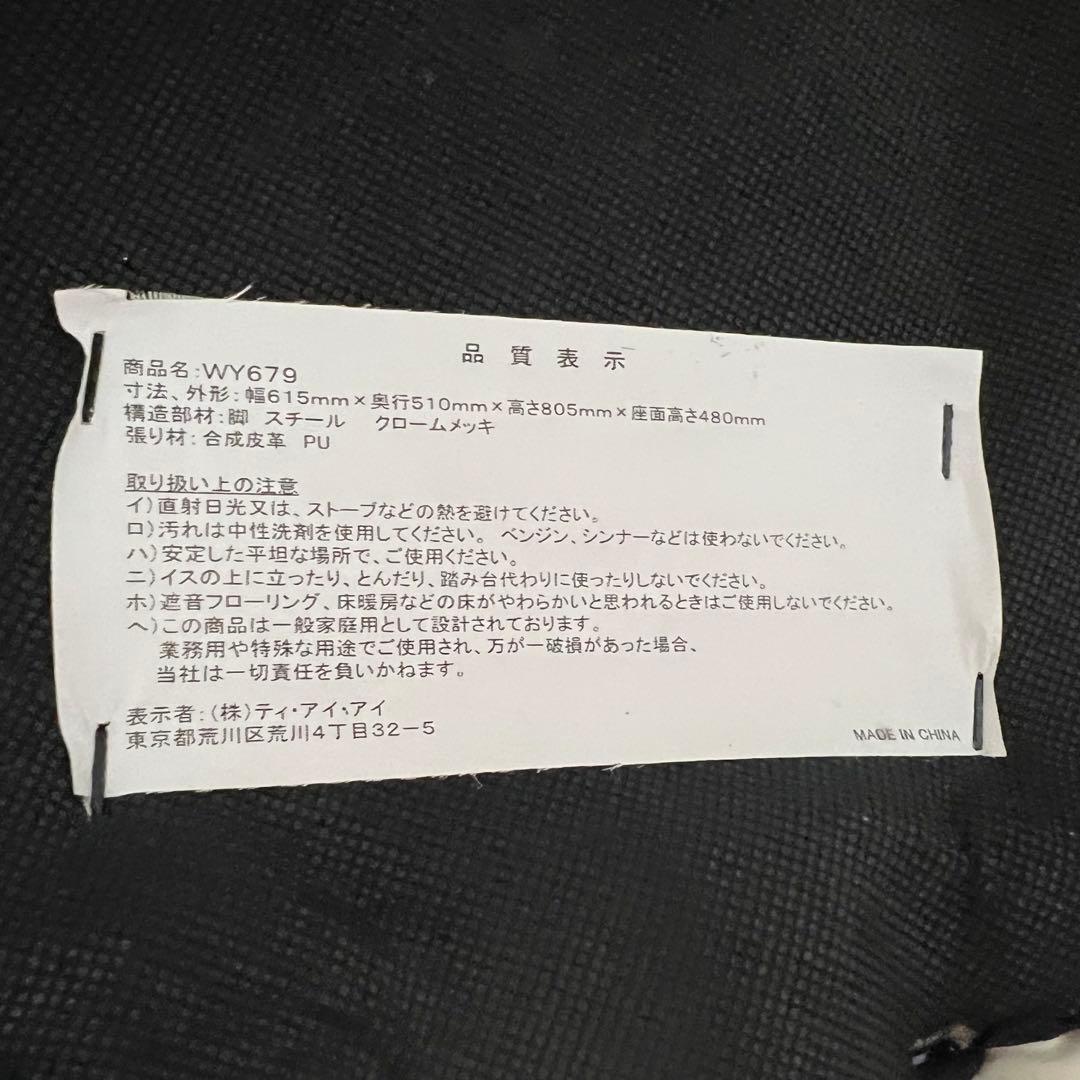 品質表示
商品名:WY679
寸法、外形:幅615mm×奥行510mm×高さ805mm×座面高さ480mm
構造部材:脚 スチール クロームメッキ
張り材:合成皮革 PU
取り扱い上の注意
イ)直射日光又は、ストーブなどの熱を避けてください。
ロ)汚れは中性洗剤を使用してください。 ベンジン、シンナーなどは使わないでください。
ハ)安定した平坦な場所で、ご使用ください。
ニ)イスの上に立ったり、とんだり、踏み台代わりに使ったりしないでください。
ホ)遮音フローリング、床暖房などの床がやわらかいと思われるときはご使用しないでください。
ヘ)この商品は一般家庭用として設計されております。
業務用や特殊な用途でご使用され、万が一破損があった場合、
当社は一切責任を負いかねます。
表示者:(株)ティ・アイ・アイ
東京都荒川区荒川4丁目32-5
MADE IN CHINA